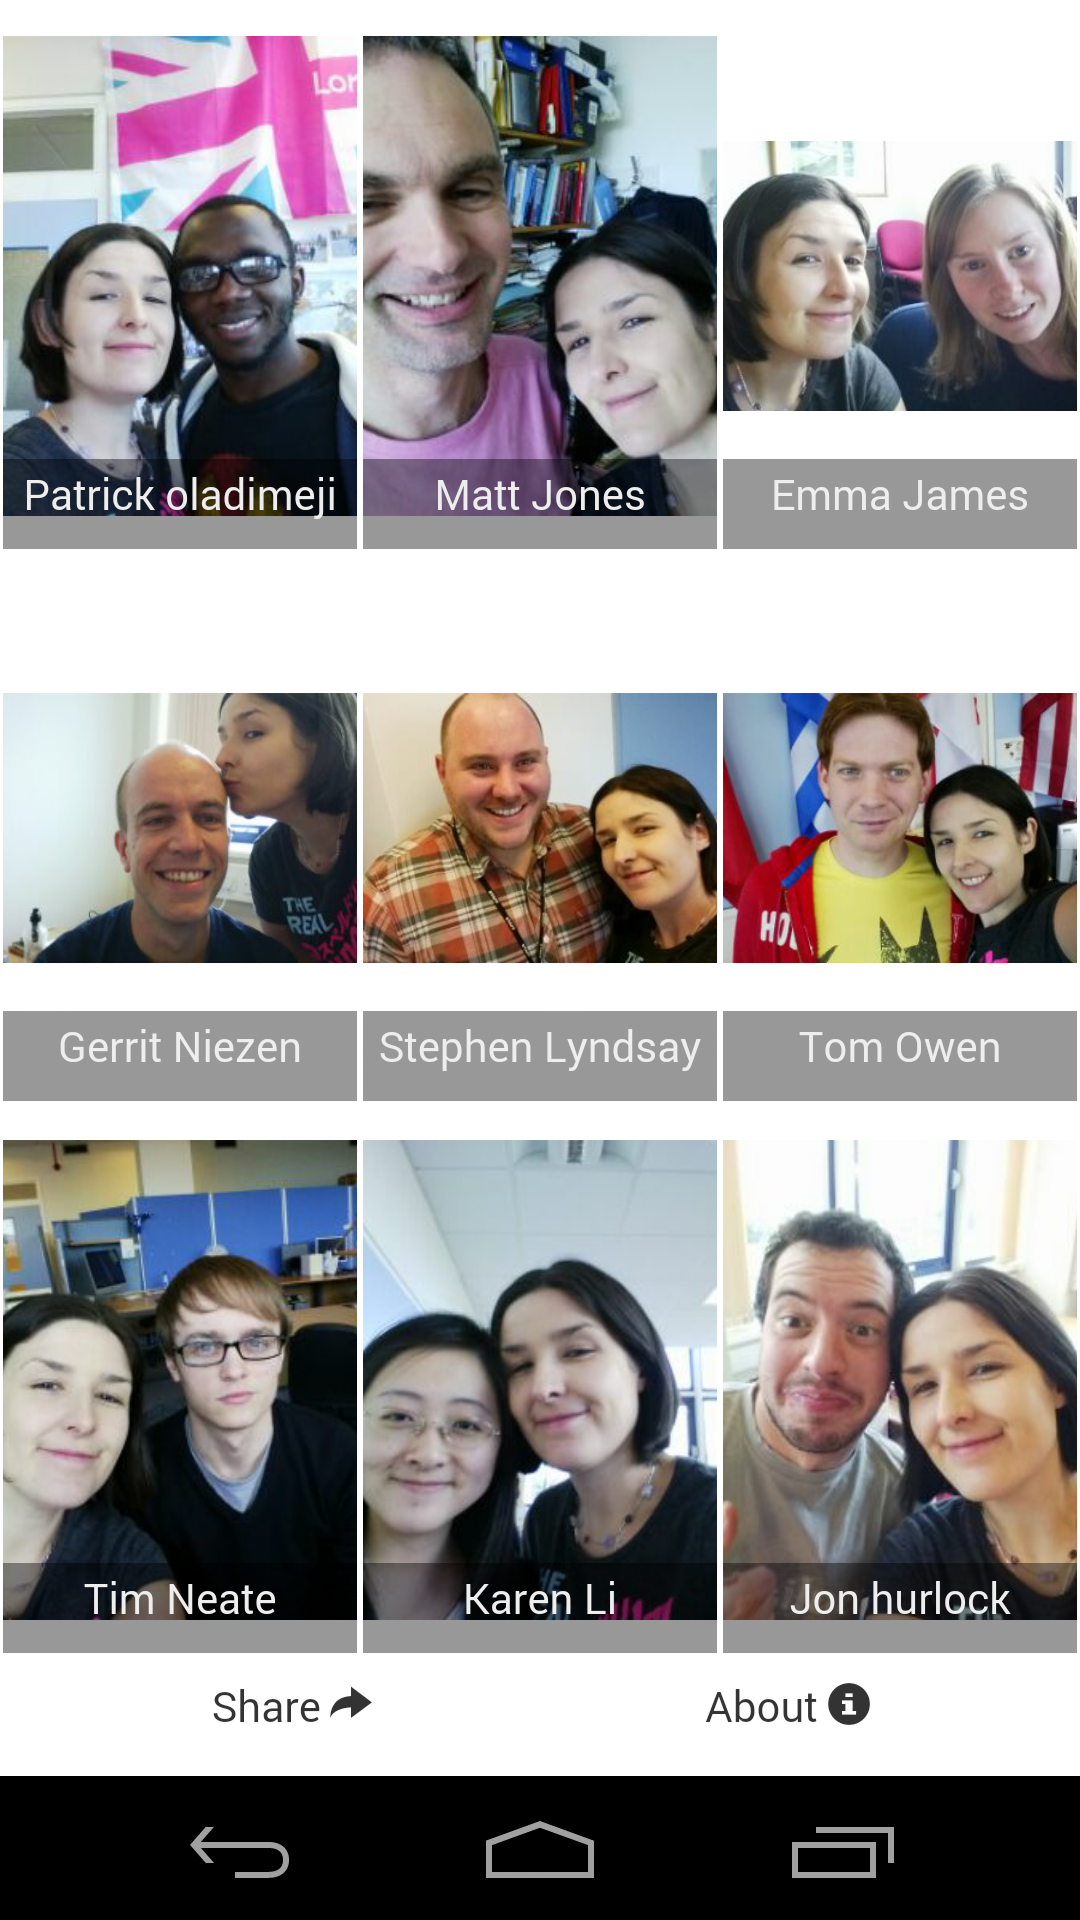 Lon
Patrick oladimeji
Matt Jones
Emma James
THE
REAL
HO
Gerrit Niezen
Stephen Lyndsay
Tom Owen
Tim Neate
Karen Li
Jon hurlock
Share
About